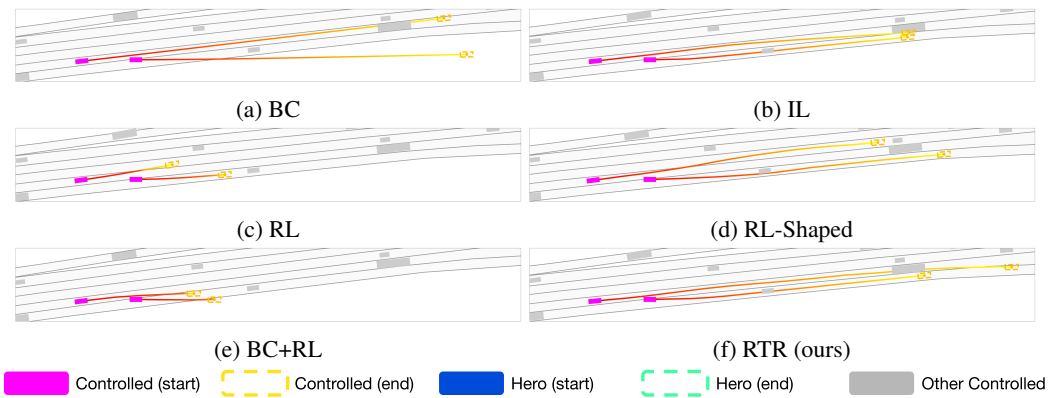 (a) BC
(b) IL
(c) RL
(d) RL-Shaped
(e) BC+RL
(f) RTR (ours)
Controlled (start)
Controlled (end)
Hero (start)
Hero (end)
Other Controlled